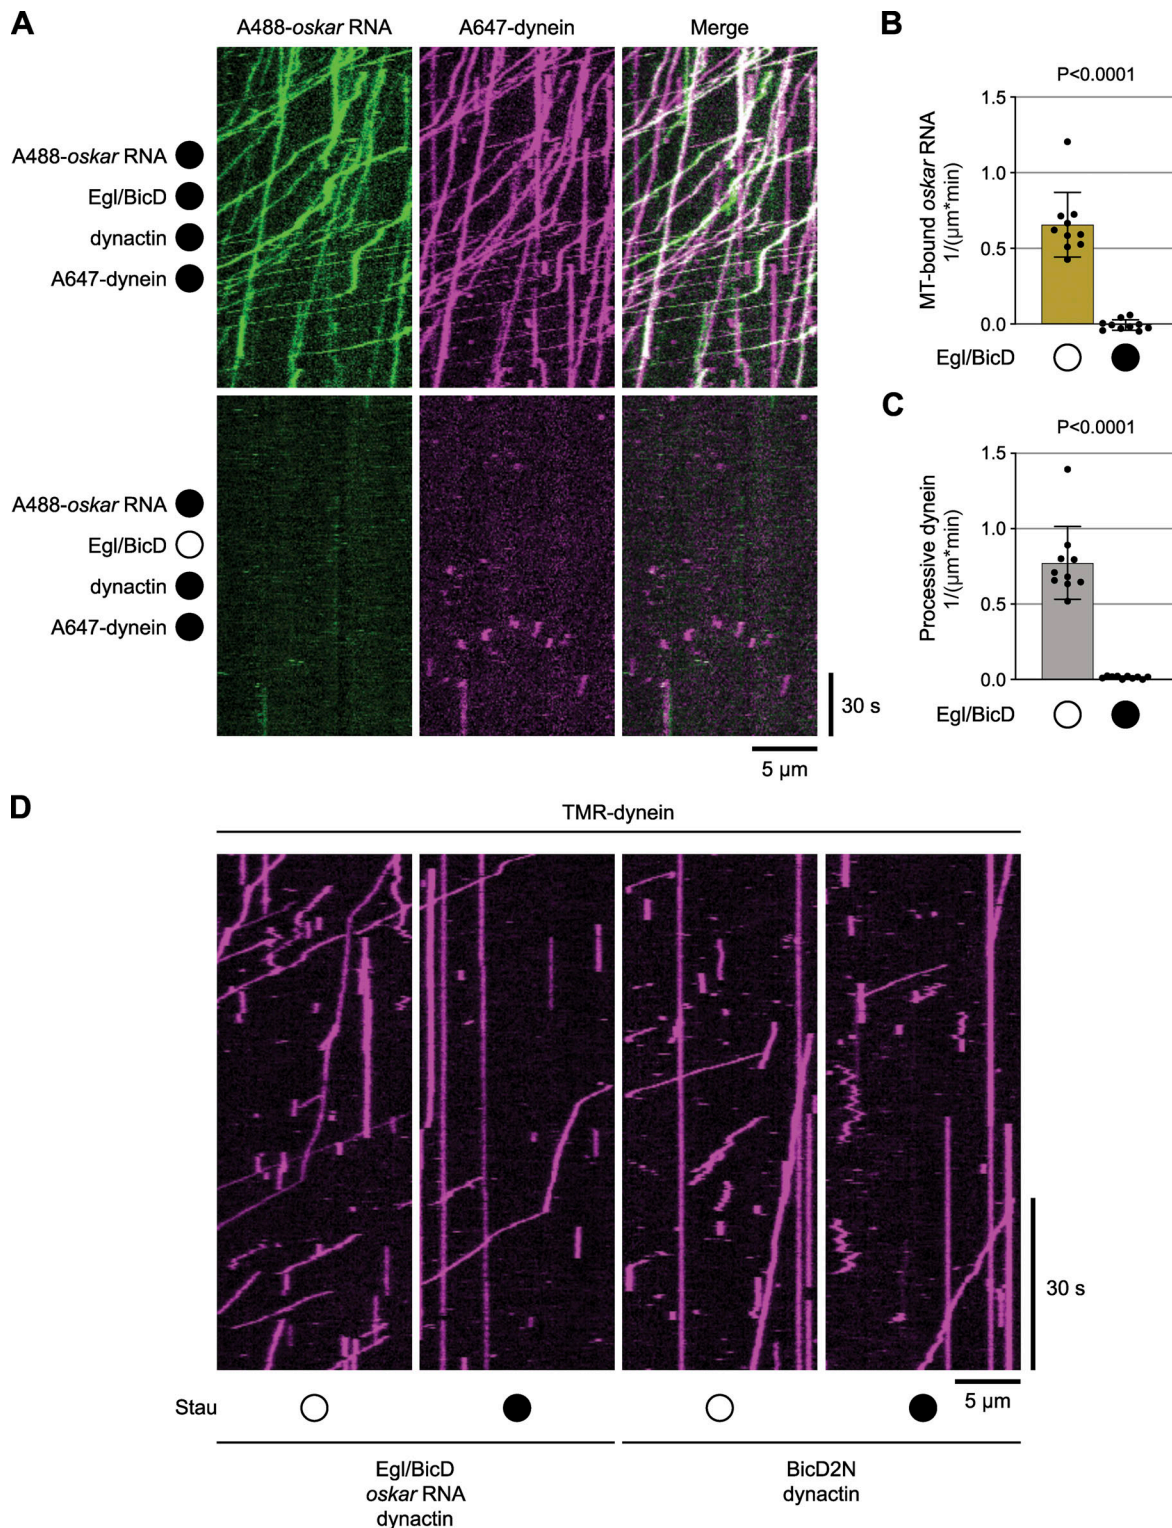 A
A488-oskar RNA
A647-dynein
Merge
A488-oskar RNA
Egl/BicD
dynactin
A647-dynein
A488-oskar RNA
Egl/BicD
dynactin
A647-dynein
30 s
5 µm
B
P<0.0001
MT-bound oskar RNA
1/(µm*min)
1.5
1.0
0.5
0.0
Egl/BicD
C
P<0.0001
Processive dynein
1/(µm*min)
1.5
1.0
0.5
0.0
Egl/BicD
D
TMR-dynein
30 s
5 µm
Stau
Egl/BicD
oskar RNA
dynactin
BicD2N
dynactin